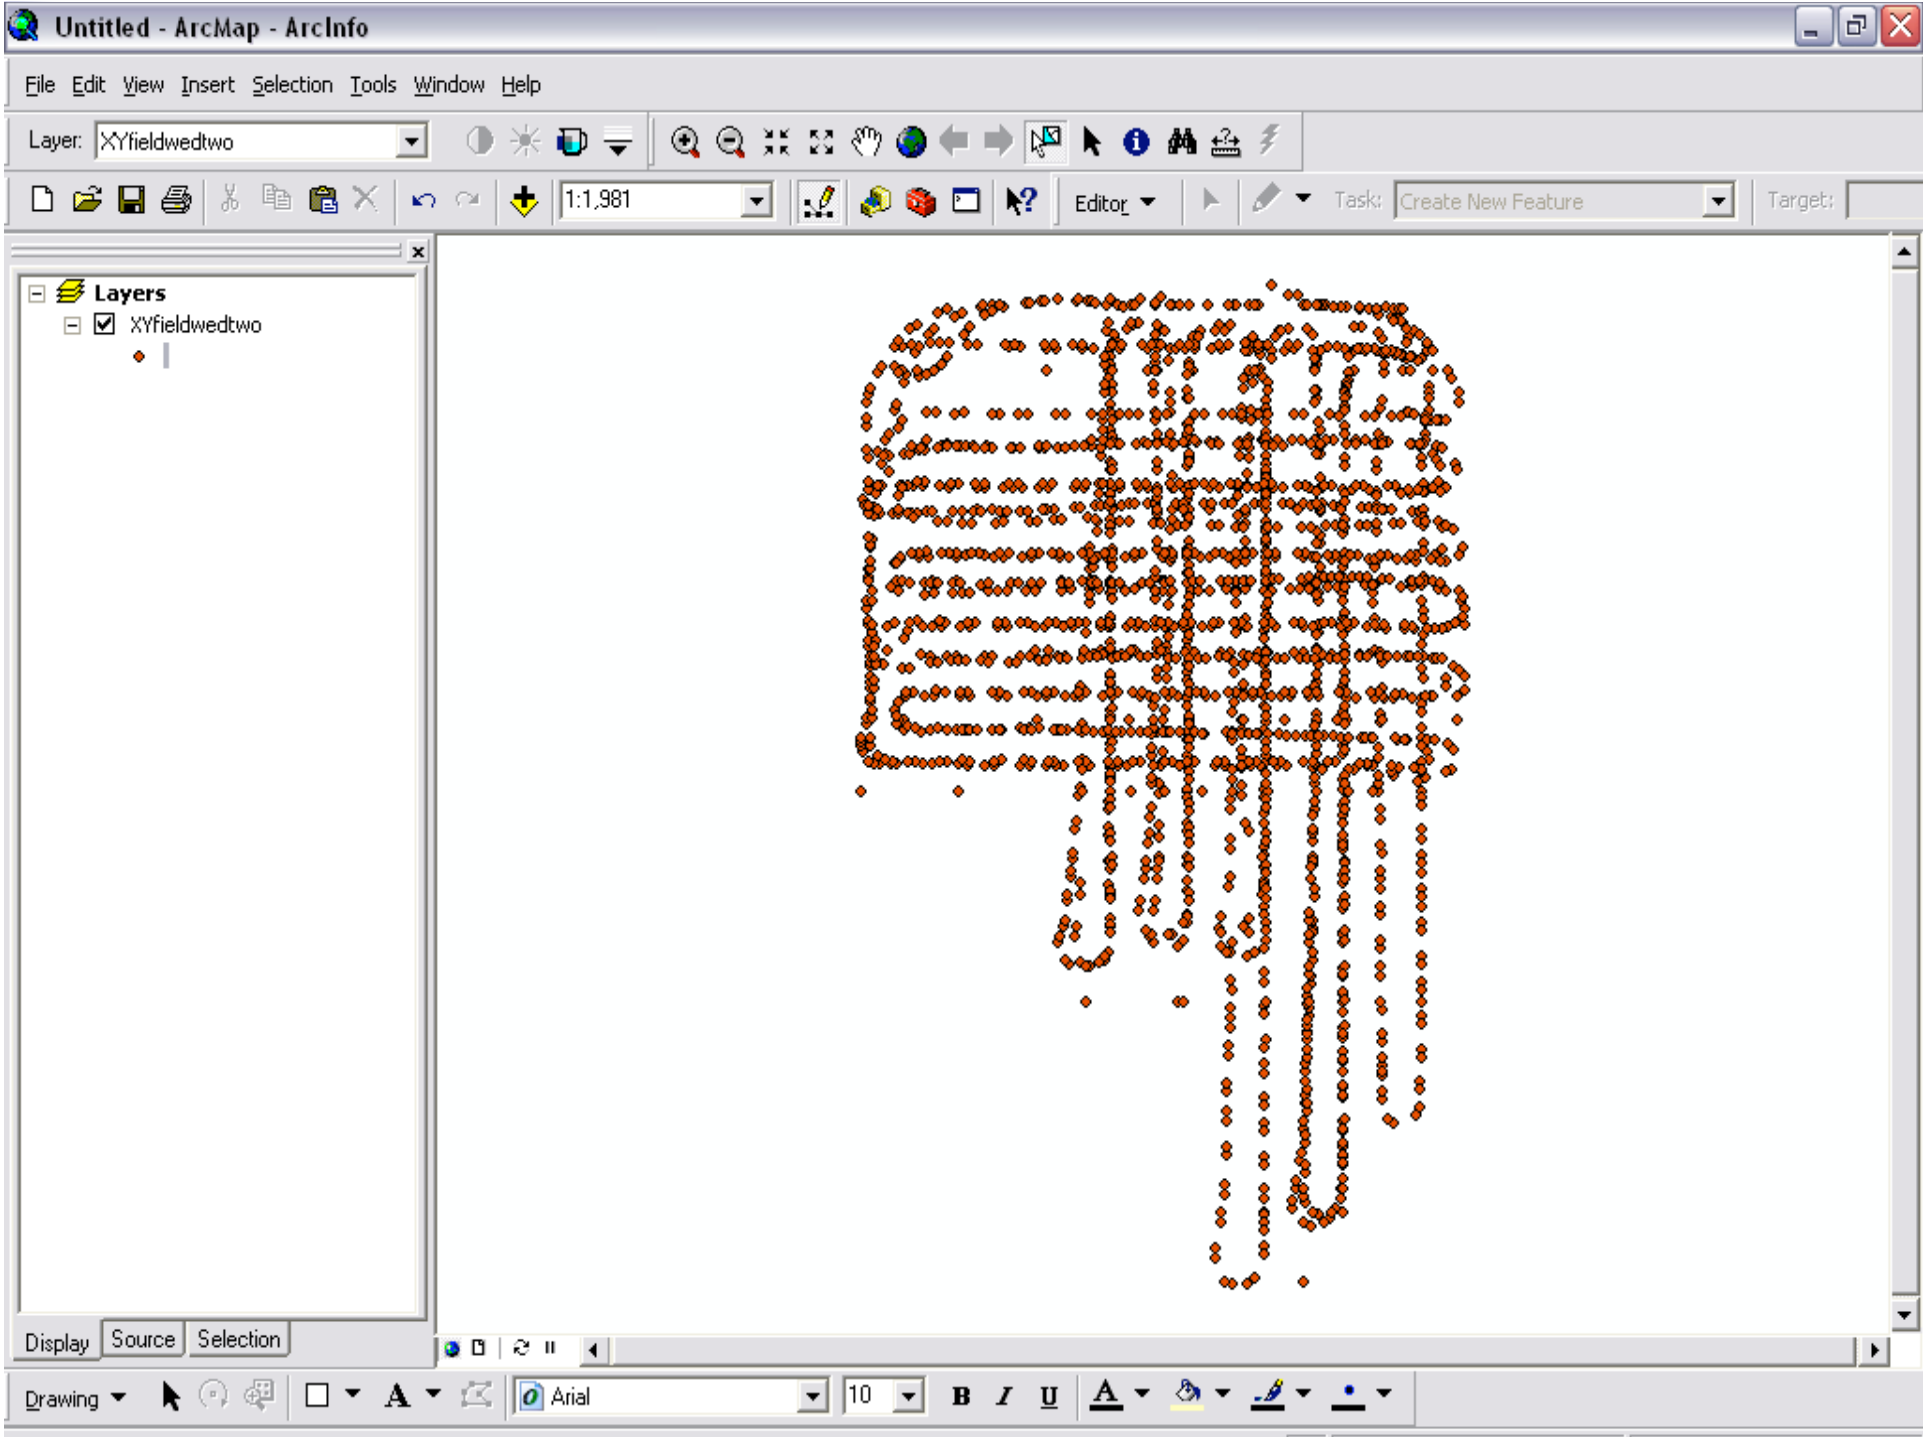 Untitled - ArcMap - ArcInfo
File Edit View Insert Selection Tools Window Help
Layer: XYfieldwedtwo
1:1,981 Editor Task: Create New Feature Target:
Layers
XYfieldwedtwo
Display Source Selection
Drawing A Arial 10 B I U A